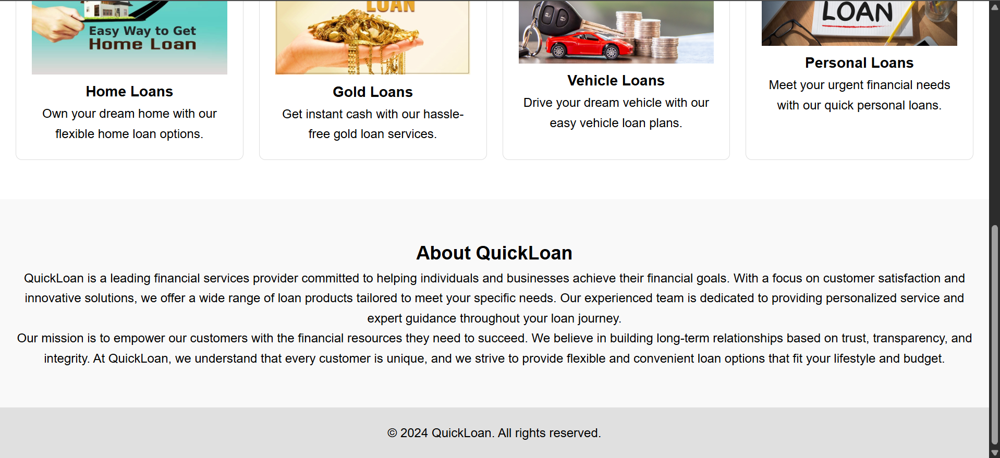 LOAN
Easy Way to Get
Home Loan
LOAN
Home Loans
Own your dream home with our
flexible home loan options.
Gold Loans
Get instant cash with our hassle-
free gold loan services.
Vehicle Loans
Drive your dream vehicle with our
easy vehicle loan plans.
Personal Loans
Meet your urgent financial needs
with our quick personal loans.
About QuickLoan
QuickLoan is a leading financial services provider committed to helping individuals and businesses achieve their financial goals. With a focus on customer satisfaction and
innovative solutions, we offer a wide range of loan products tailored to meet your specific needs. Our experienced team is dedicated to providing personalized service and
expert guidance throughout your loan journey.
Our mission is to empower our customers with the financial resources they need to succeed. We believe in building long-term relationships based on trust, transparency, and
integrity. At QuickLoan, we understand that every customer is unique, and we strive to provide flexible and convenient loan options that fit your lifestyle and budget.
© 2024 QuickLoan. All rights reserved.